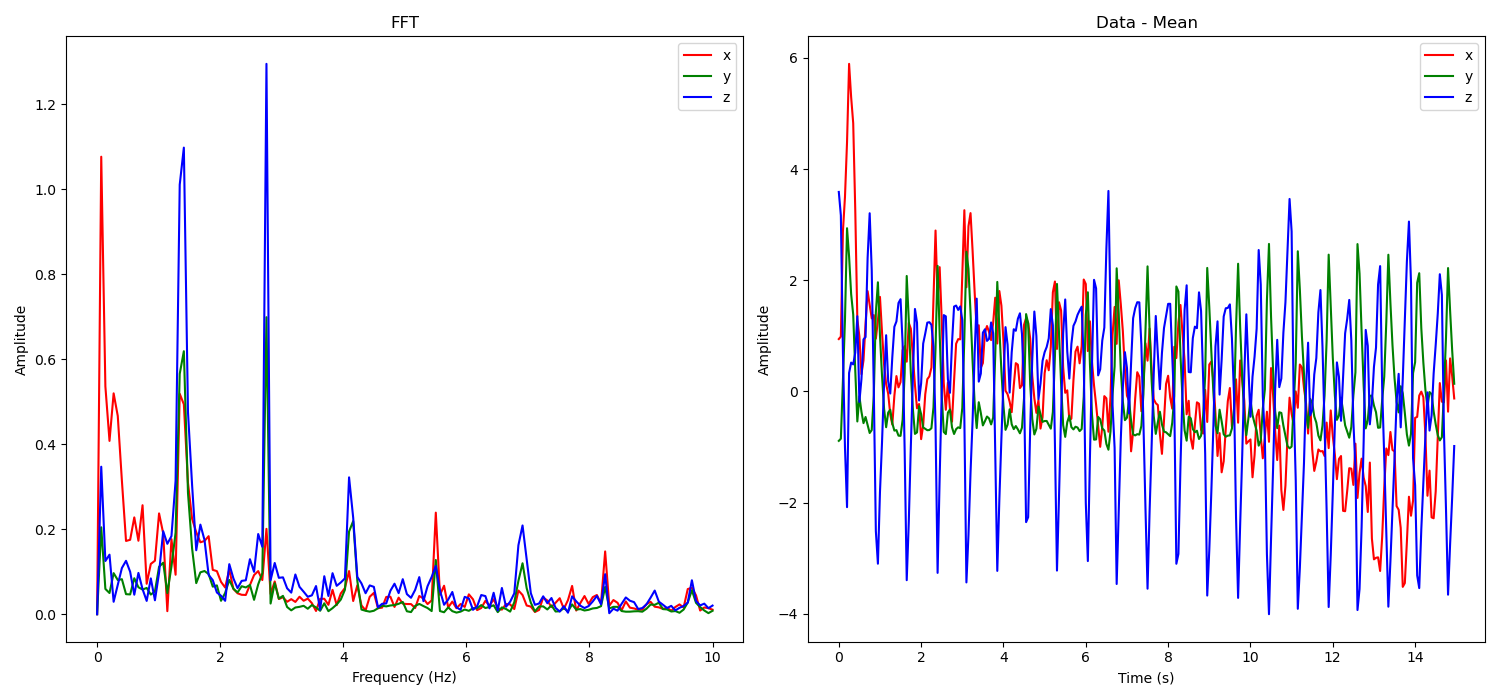 FFT
Amplitude
1.2
1.0
0.8
0.6
0.4
0.2
0.0
0 2 4 6 8 10
Frequency (Hz)
x
y
z
Data - Mean
Amplitude
6
4
2
0
−2
−4
0 2 4 6 8 10 12 14
Time (s)
x
y
z